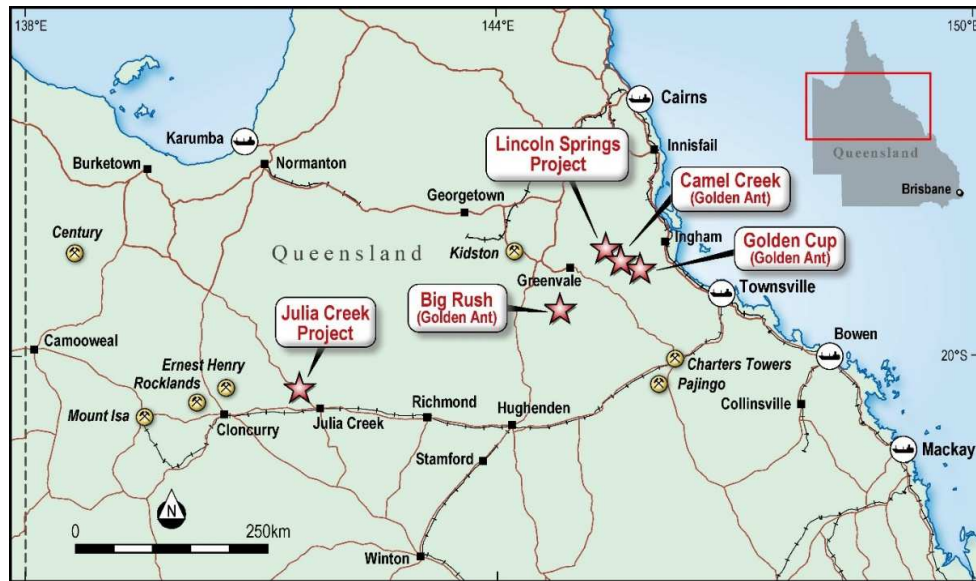 138°E
144°E
150°E
Cairns
Karumba
Lincoln Springs
Project
Innisfail
Burketown
Normanton
Camel Creek
(Golden Ant)
Queensland
Brisbane
Georgetown
Century
Queensland
Kidston
Ingham
Golden Cup
(Golden Ant)
Greenvale
Townsville
Big Rush
(Golden Ant)
Julia Creek
Project
Bowen
Camooweal
20°S
Ernest Henry
Charters Towers
Rocklands
Pajingo
Mount Isa
Cloncurry
Julia Creek
Richmond
Hughenden
Collinsville
Stamford
Mackay
N
0
250km
Winton